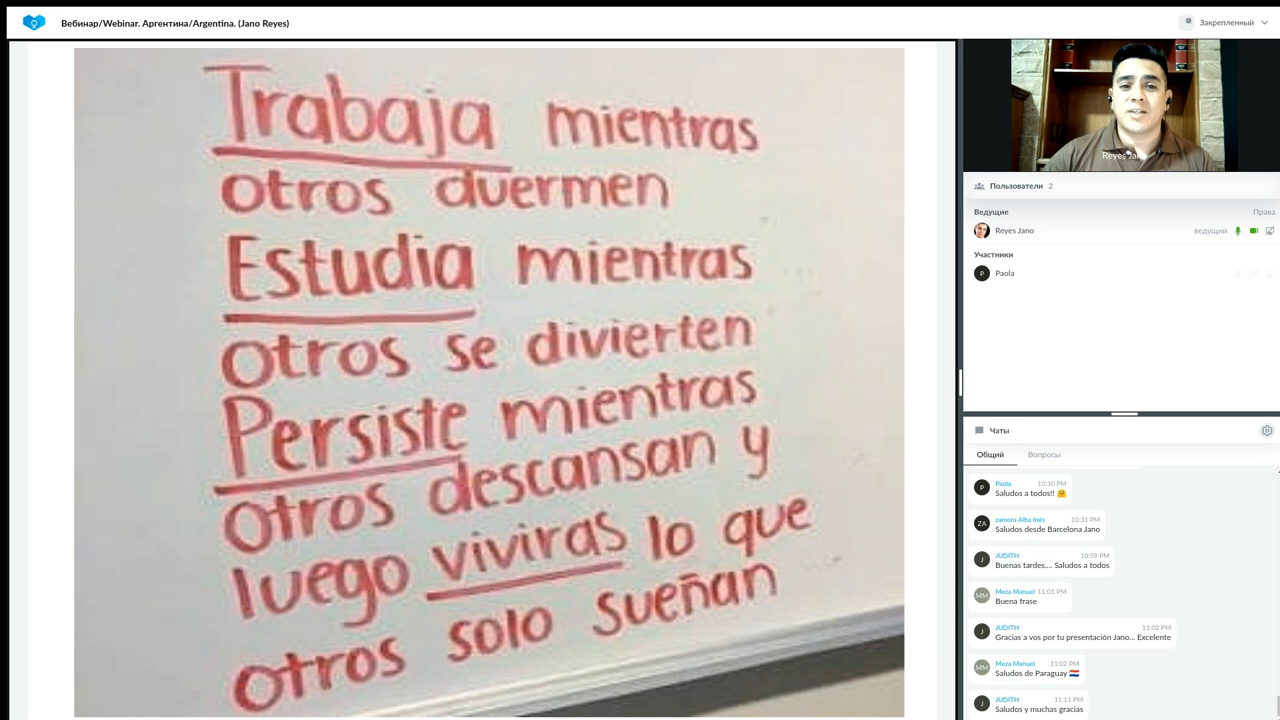 Вебинар/Webinar. Аргентина/Argentina. (Jano Reyes)
Закрепленный
Trabaja mientras
otros duermen
Estudia mientras
otros se divierten
Persiste mientras
otros descansan y
luego viviras lo que
otros solo sueñan
Reyes Jano
Пользователи 2
Ведущие Права
Reyes Jano ведущий
Участники
P Paola
Чаты
Общий Вопросы
P Paola 10:30 PM
Saludos a todos!! 🤗
ZA zamora Alba Inés 10:31 PM
Saludos desde Barcelona Jano
J JUDITH 10:59 PM
Buenas tardes.... Saludos a todos
MM Meza Manuel 11:01 PM
Buena frase
J JUDITH 11:02 PM
Gracias a vos por tu presentación Jano... Excelente
MM Meza Manuel 11:02 PM
Saludos de Paraguay 🇵🇾
J JUDITH 11:11 PM
Saludos y muchas gracias